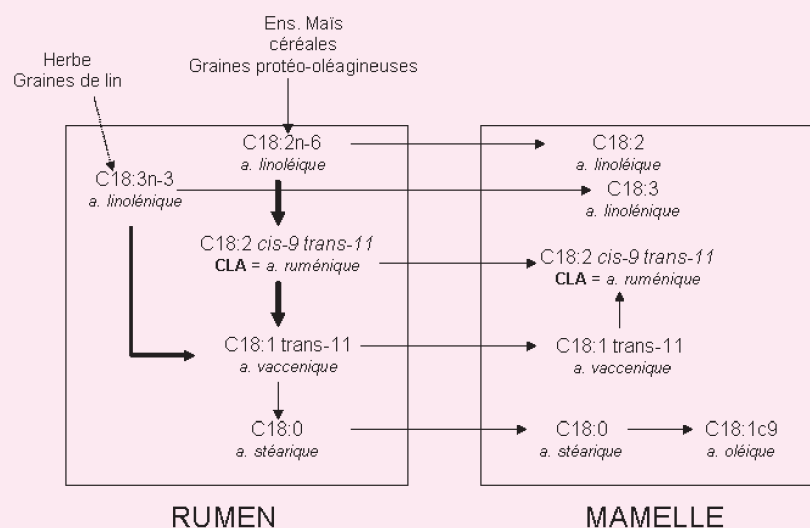 Ens. Maïs
céréales
Graines protéo-oléagineuses
Herbe
Graines de lin
C18:2n-6
a. linoléique
C18:3n-3
a. linolénique
C18:2 cis-9 trans-11
CLA = a. ruménique
C18:1 trans-11
a. vaccenique
C18:0
a. stéarique
RUMEN
C18:2
a. linoléique
C18:3
a. linolénique
C18:2 cis-9 trans-11
CLA = a. ruménique
C18:1 trans-11
a. vaccenique
C18:0
a. stéarique
C18:1c9
a. oléique
MAMELLE